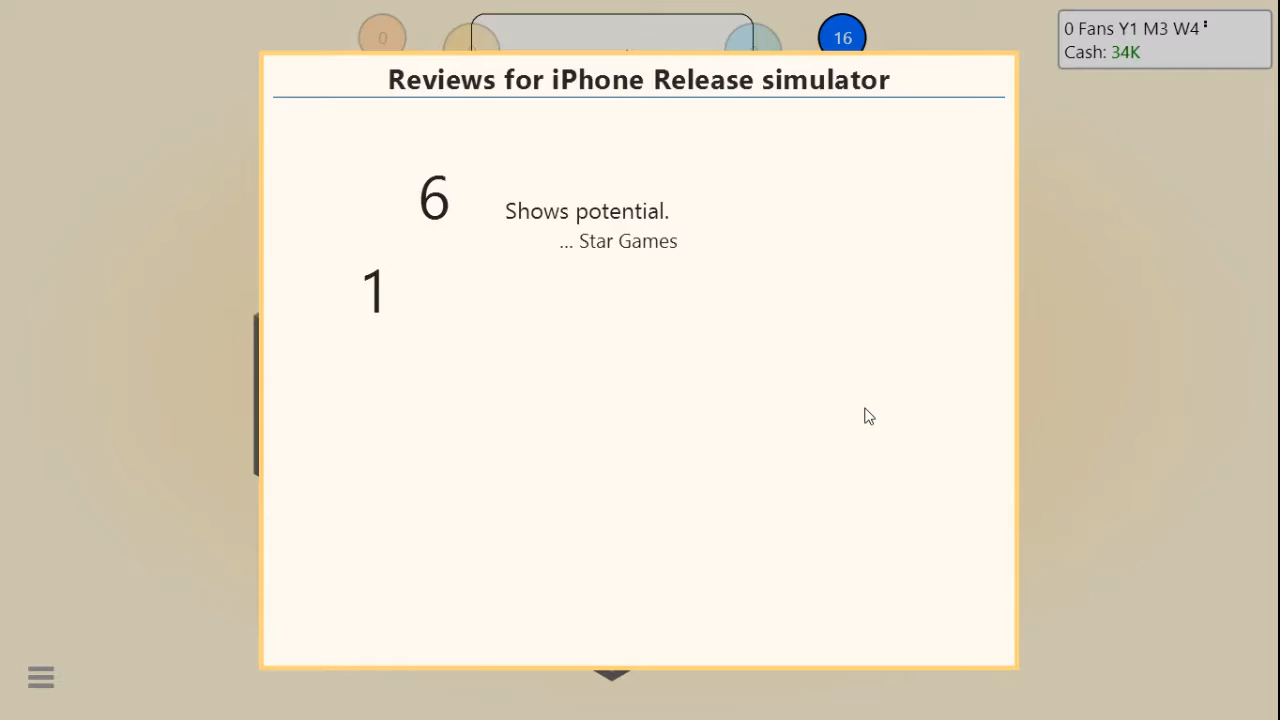 0
16
0 Fans Y1 M3 W4
Cash: 34K
Reviews for iPhone Release simulator
6
Shows potential.
... Star Games
1